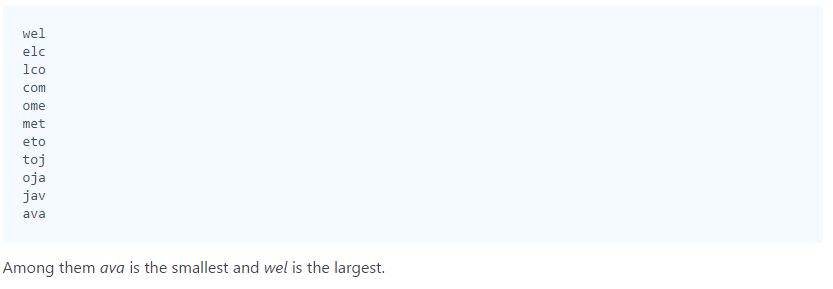 wel
elc
lco
com
ome
met
eto
toj
oja
jav
ava
Among them ava is the smallest and wel is the largest.